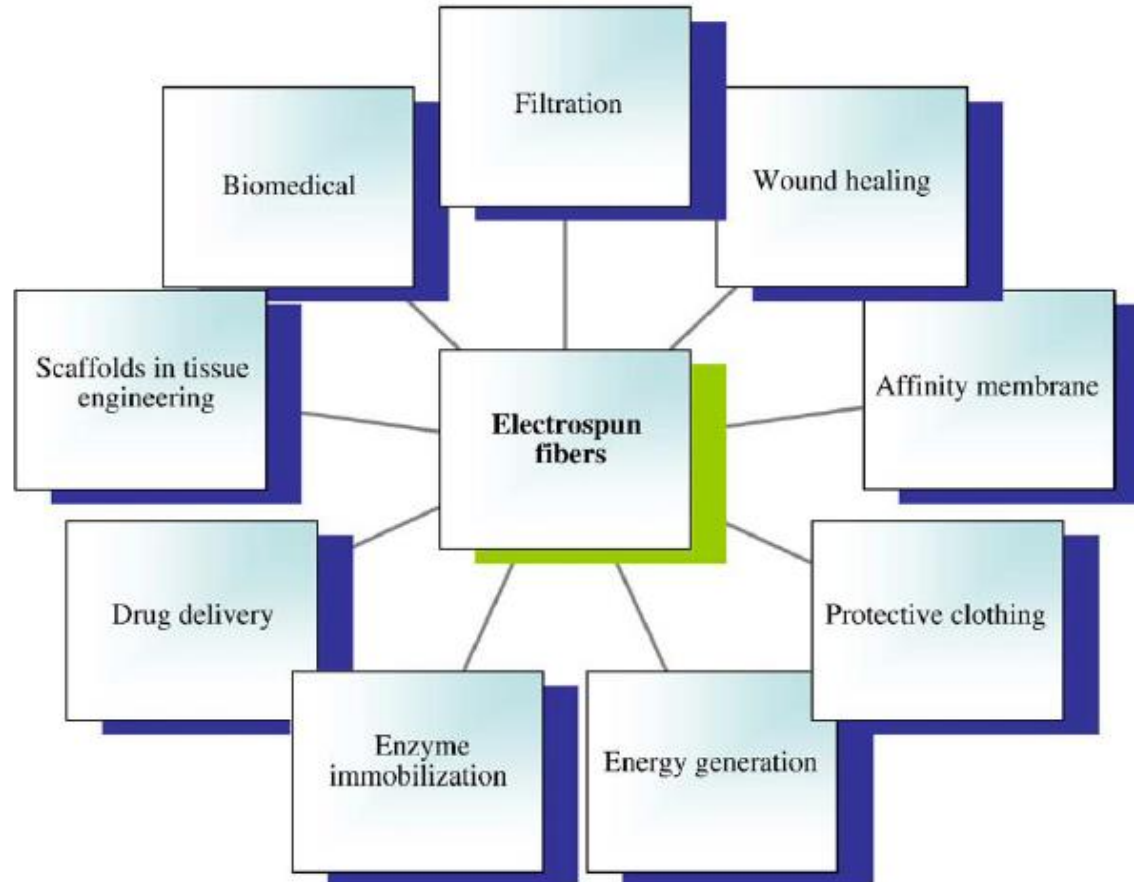 Filtration
Biomedical
Wound healing
Scaffolds in tissue
engineering
Affinity membrane
Electrospun
fibers
Drug delivery
Protective clothing
Enzyme
immobilization
Energy generation